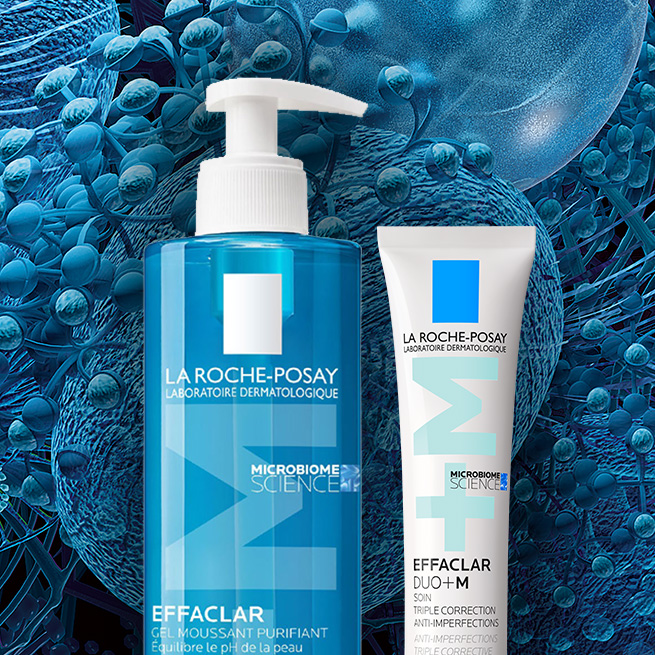 LA ROCHE-POSAY
LABORATOIRE DERMATOLOGIQUE
M
MICROBIOME
SCIENCE
EFFACLAR
GEL MOUSSANT PURIFIANT
Équilibre le pH de la peau
LA ROCHE-POSAY
LABORATOIRE DERMATOLOGIQUE
+M
MICROBIOME
SCIENCE
EFFACLAR
DUO+M
SOIN
TRIPLE CORRECTION
ANTI-IMPERFECTIONS
ANTI-IMPERFECTIONS
TRIPLE CORRECTIVE